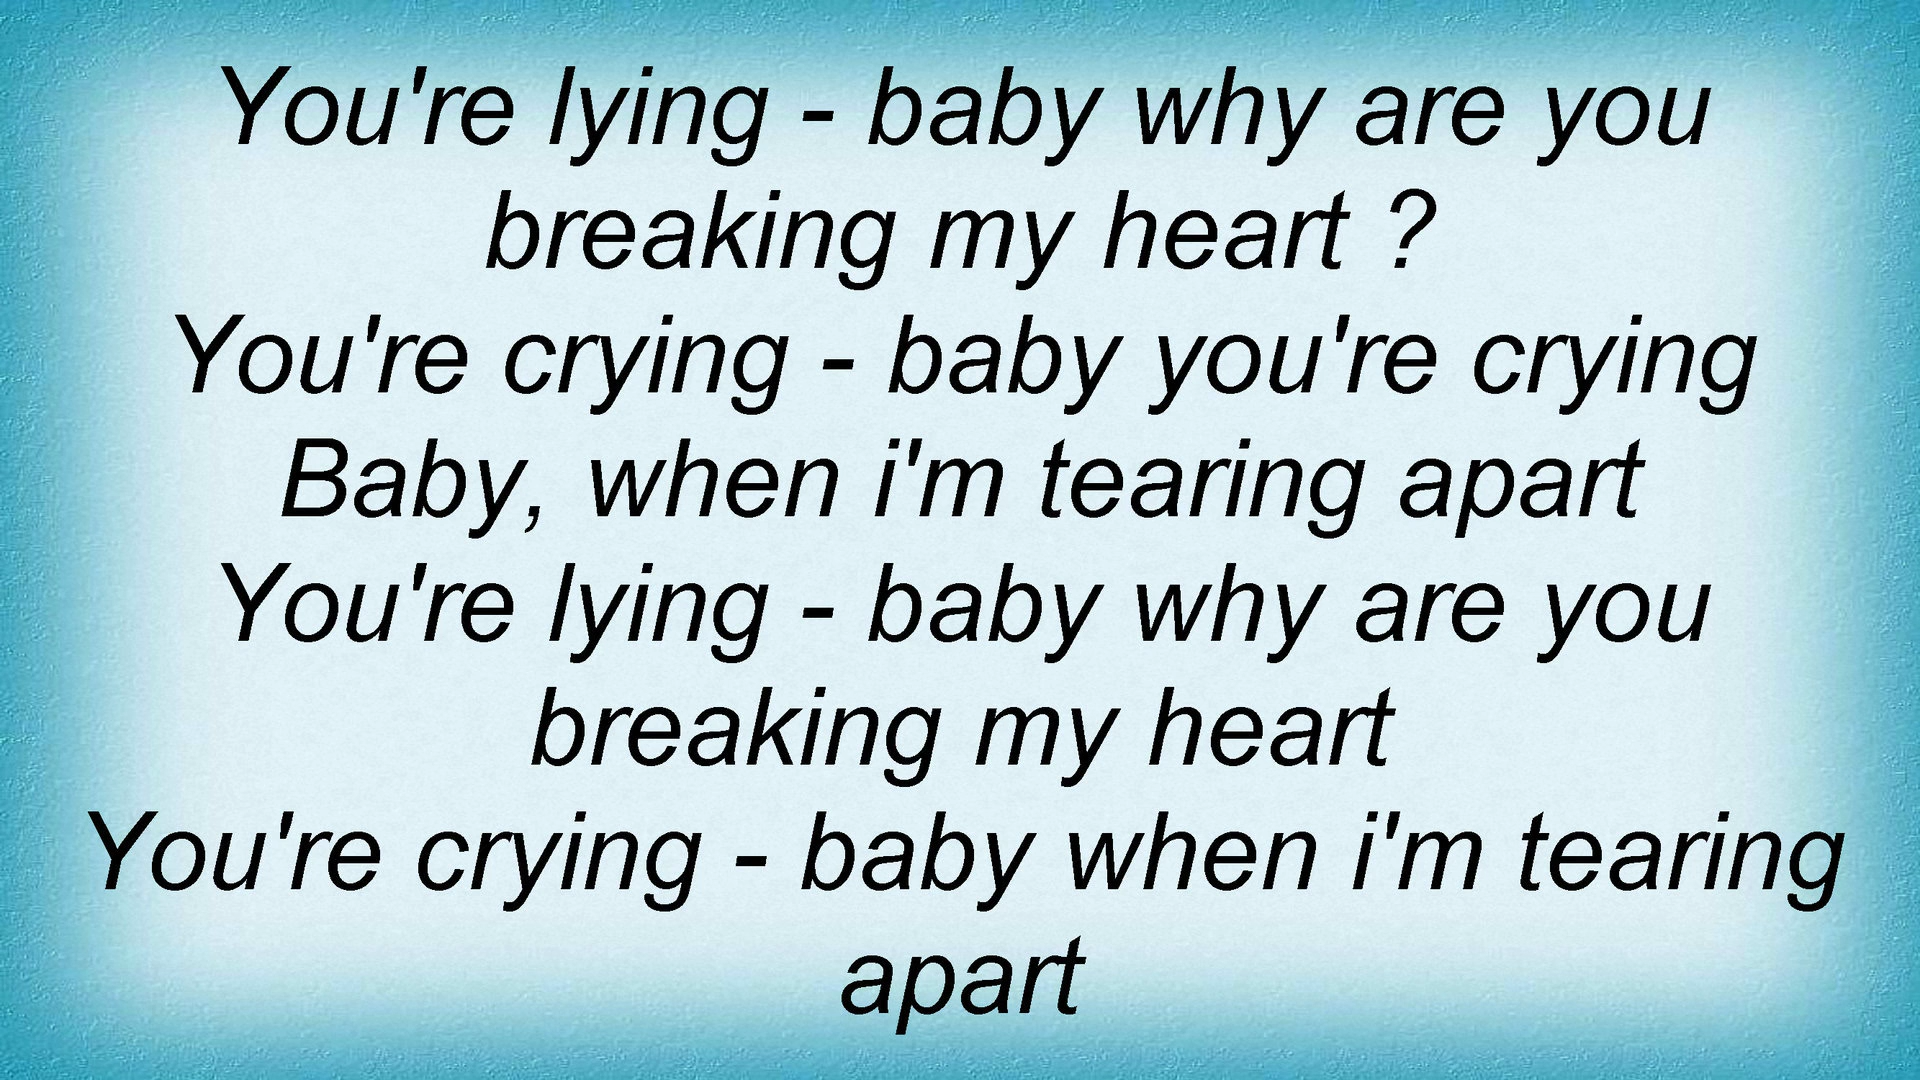 You're lying - baby why are you
breaking my heart ?
You're crying - baby you're crying
Baby, when i'm tearing apart
You're lying - baby why are you
breaking my heart
You're crying - baby when i'm tearing
apart